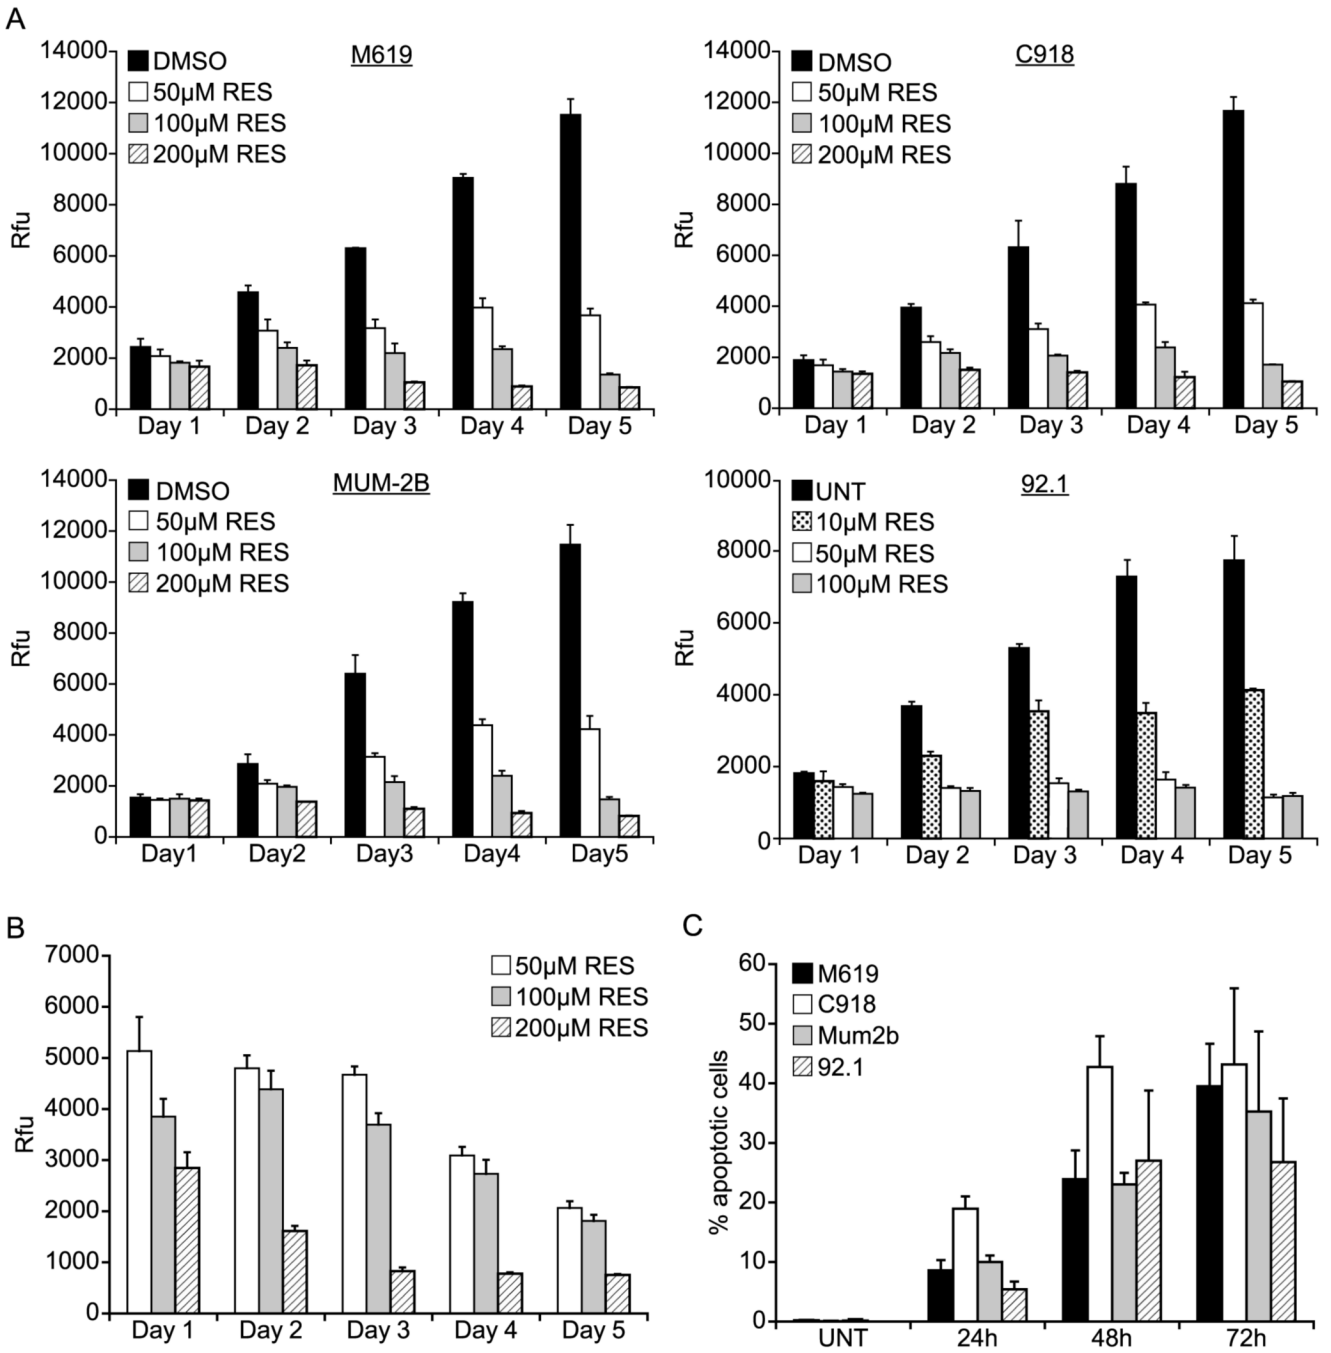 A
M619
DMSO
50µM RES
100µM RES
200µM RES
14000
12000
10000
8000
6000
4000
2000
0
Rfu
Day 1 Day 2 Day 3 Day 4 Day 5
C918
DMSO
50µM RES
100µM RES
200µM RES
14000
12000
10000
8000
6000
4000
2000
0
Rfu
Day 1 Day 2 Day 3 Day 4 Day 5
MUM-2B
DMSO
50µM RES
100µM RES
200µM RES
14000
12000
10000
8000
6000
4000
2000
0
Rfu
Day1 Day2 Day3 Day4 Day5
92.1
UNT
10µM RES
50µM RES
100µM RES
10000
8000
6000
4000
2000
0
Rfu
Day 1 Day 2 Day 3 Day 4 Day 5
B
50µM RES
100µM RES
200µM RES
7000
6000
5000
4000
3000
2000
1000
0
Rfu
Day 1 Day 2 Day 3 Day 4 Day 5
C
M619
C918
Mum2b
92.1
60
50
40
30
20
10
0
% apoptotic cells
UNT 24h 48h 72h